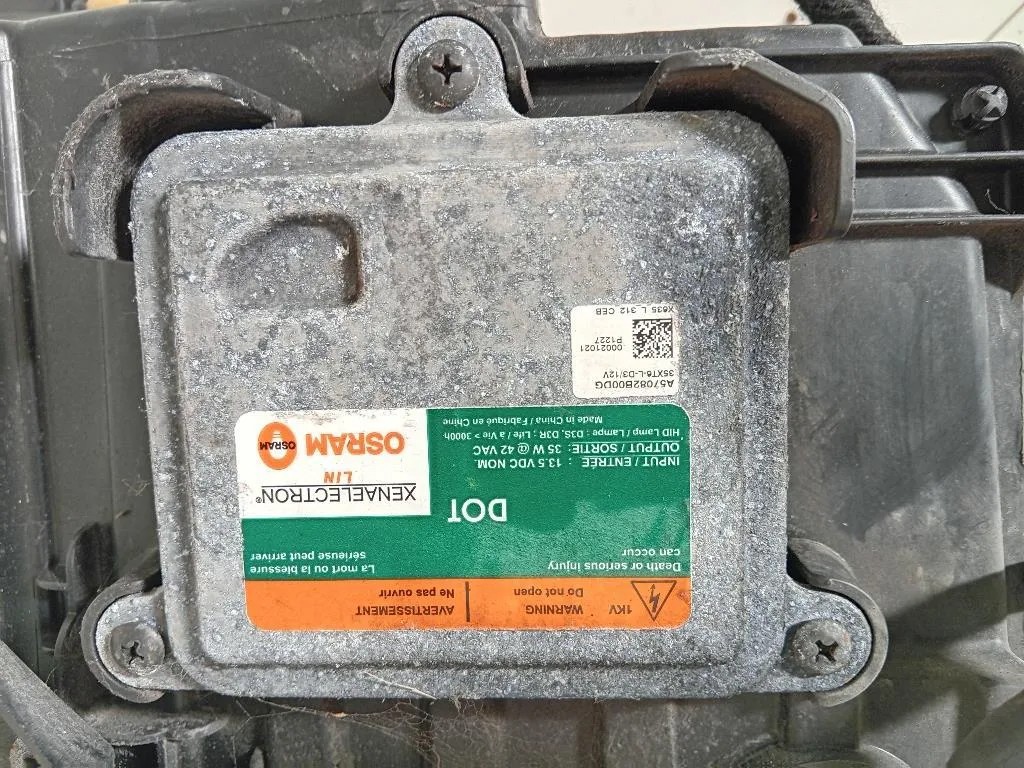 1KV
WARNING
Do not open
AVERTISSEMENT
Ne pas ouvrir
Death or serious injury
can occur
La mort ou la blessure
sérieuse peut arriver
DOT
XENAELECTRON®
LIN
OSRAM
OSRAM
INPUT / ENTRÉE : 13.5 VDC NOM.
OUTPUT / SORTIE: 35 W @ 42 VAC
HID Lamp / Lampe : D3S, D3R ; Life / à Vie > 3000h
Made in China / Fabriqué en Chine
A57082B00DG
35XT6-L-D3/12V
00021021
P1227
X635 L 312 CEB